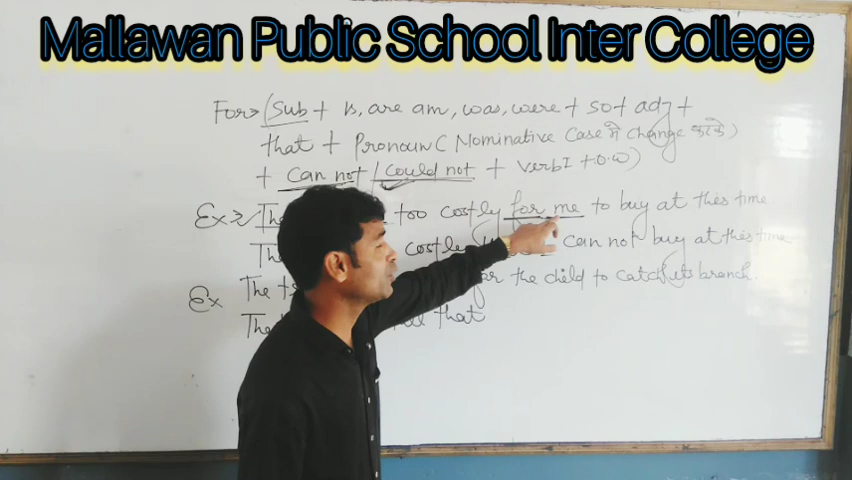 Mallawan Public School Inter College
For → (Sub + is, are am, was, were + so + adj +
that + Pronoun ( Nominative Case में change करके )
+ can not / could not + verb I + o.w)
Ex → The too costly for me to buy at this time.
The costly can not buy at this time
Ex The for the child to catch its branch.
The that